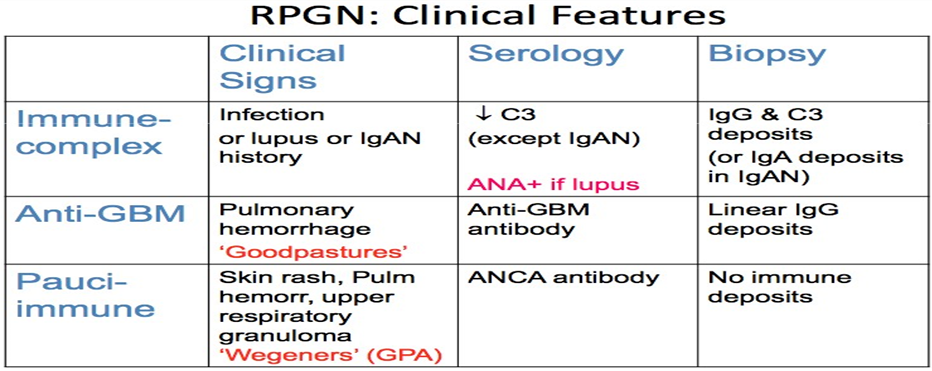 RPGN: Clinical Features
Clinical
Signs
Serology
Biopsy
Immune-
complex
Infection
or lupus or IgAN
history
↓ C3
(except IgAN)
ANA+ if lupus
IgG & C3
deposits
(or IgA deposits
in IgAN)
Anti-GBM
Pulmonary
hemorrhage
‘Goodpastures’
Anti-GBM
antibody
Linear IgG
deposits
Pauci-
immune
Skin rash, Pulm
hemorr, upper
respiratory
granuloma
‘Wegeners’ (GPA)
ANCA antibody
No immune
deposits